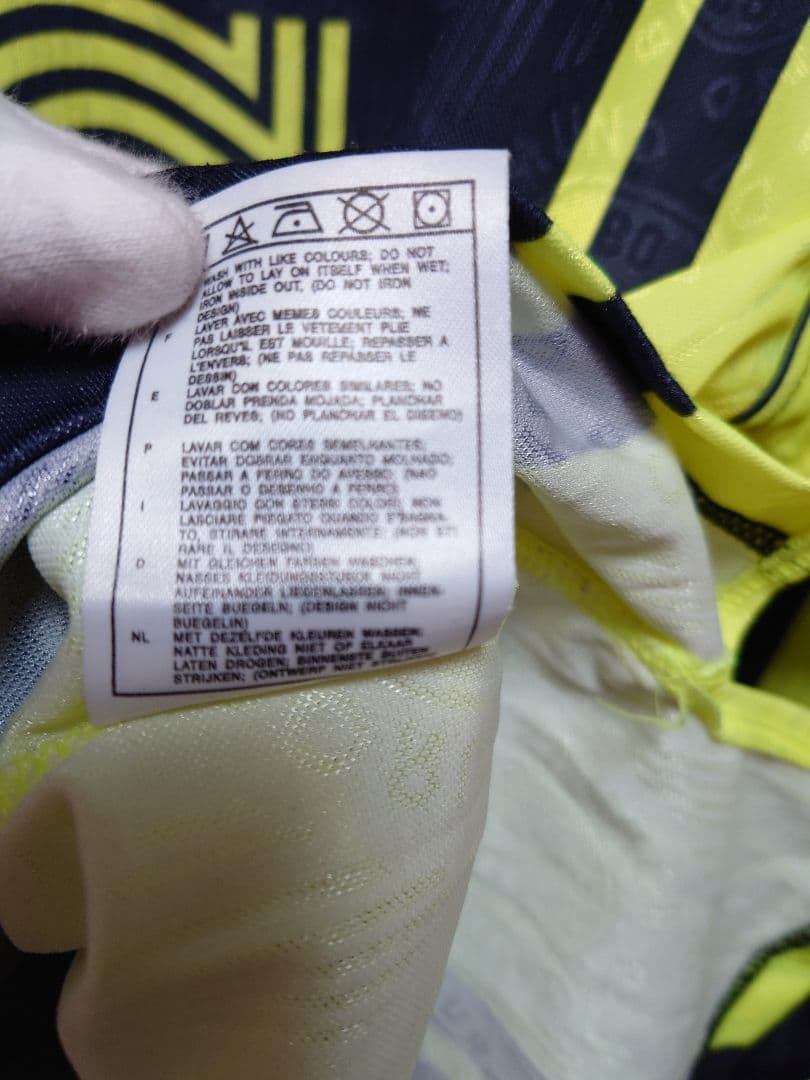 WASH WITH LIKE COLOURS; DO NOT
ALLOW TO LAY ON ITSELF WHEN WET;
IRON INSIDE OUT, (DO NOT IRON
DESIGN)
F LAVER AVEC MEMES COULEURS; NE
PAS LAISSER LE VETEMENT PLIE
LORSQU'IL EST MOUILLE; REPASSER A
L'ENVERS; (NE PAS REPASSER LE
DESSIN)
E LAVAR CON COLORES SIMILARES; NO
DOBLAR PRENDA MOJADA; PLANCHAR
DEL REVES; (NO PLANCHAR EL DISENO)
P LAVAR COM CORES SEMELHANTES;
EVITAR DOBRAR ENQUANTO MOLHADO;
PASSAR A FERRO DO AVESSO; (NAO
PASSAR O DESENHO A FERRO)
I LAVAGGIO CON STESSI COLORI, NON
LASCIARE PIEGATO QUANDO E'BAGNA-
TO, STIRARE INTERNAMENTE; (NON STI
RARE IL DESIGNO)
D MIT GLEICHEN FARBEN WASCHEN,
NASSES KLEIDUNGSSTUCK NICHT
AUFEINANDER LIEGENLASSEN; INNEN-
SEITE BUEGELN; (DESIGN NICHT
BUEGELIN)
NL MET DEZELFDE KLEUREN WASSEN;
NATTE KLEDING NIET OP ELKAAR
LATEN DROGEN; BINNENSTE BUITEN
STRIJKEN; (ONTWERP NIET STRIJKEN)